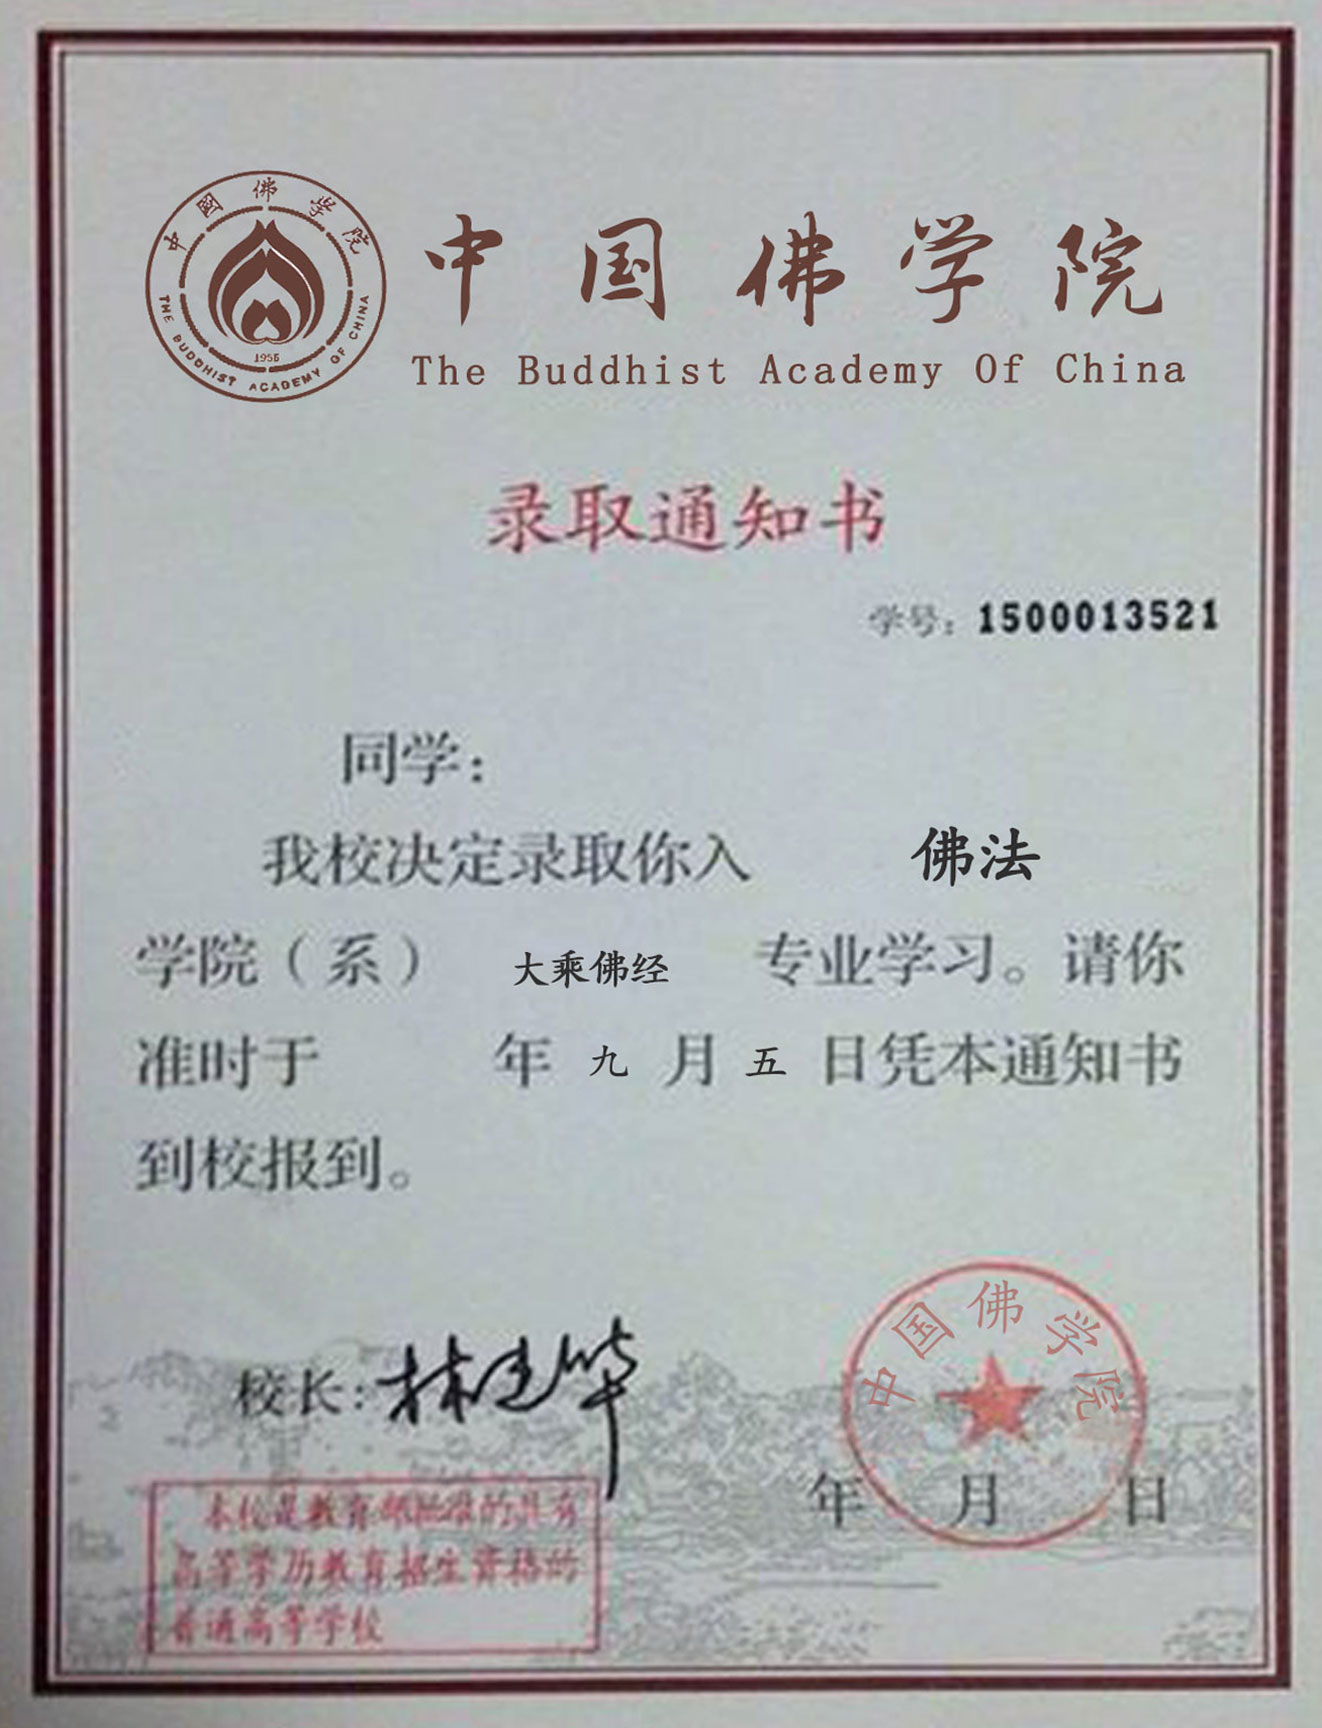 中國佛學院
THE BUDDHIST ACADEMY OF CHINA
1956
中国佛学院
The Buddhist Academy Of China
录取通知书
学号：1500013521
同学：
我校决定录取你入 佛法
学院（系） 大乘佛经 专业学习。请你
准时于 年 九 月 五 日凭本通知书
到校报到。
校长：林建华
中国佛学院
年 月 日
本校是教育部批准的具有
高等学历教育招生资格的
普通高等学校